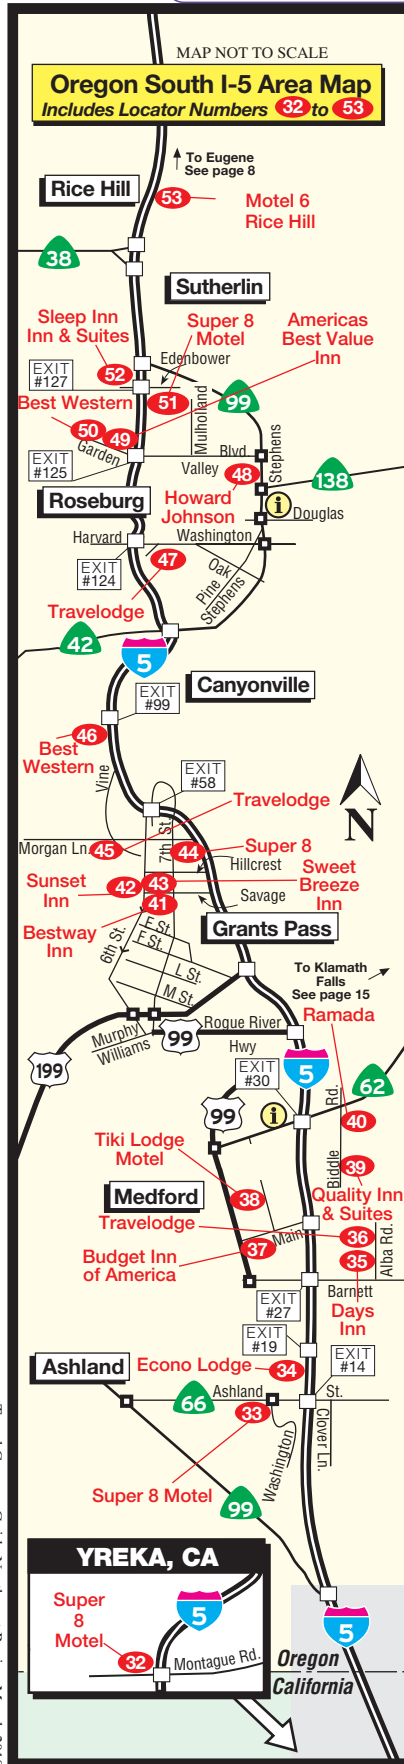 MAP NOT TO SCALE
Oregon South I-5 Area Map
Includes Locator Numbers 32 to 53
To Eugene
See page 8
Rice Hill
53
Motel 6
Rice Hill
38
Sutherlin
Sleep Inn
Inn & Suites
Super 8
Motel
Americas
Best Value
Inn
Edenbower
52
EXIT
#127
Best Western
51
99
Mulholland
50
49
Garden
Stephens
EXIT
#125
Blvd.
Valley
48
138
Roseburg
Howard
Johnson
i
Douglas
Harvard
Washington
EXIT
#124
47
Oak
Pine
Stephens
Travelodge
42
5
Canyonville
EXIT
#99
46
Best
Western
Vine
EXIT
#58
N
Travelodge
7th St.
Morgan Ln.
45
44
Super 8
Hillcrest
Sunset
Inn
42
43
Sweet
Breeze
Inn
Savage
41
Bestway
Inn
E St.
F St.
6th St.
Grants Pass
L St.
M St.
To Klamath
Falls
See page 15
Ramada
Murphy
Williams
99
Rogue River
Hwy
199
5
EXIT
#30
62
99
i
Rd.
40
Tiki Lodge
Motel
Biddle
39
Medford
38
Quality Inn
& Suites
Travelodge
36
Main
37
Budget Inn
of America
35
Alba Rd.
Barnett
EXIT
#27
Days
Inn
EXIT
#19
EXIT
#14
Ashland
Econo Lodge
34
66
Ashland
St.
33
Washington
Clover Ln.
Super 8 Motel
99
YREKA, CA
Super
8
Motel
5
32
Montague Rd.
5
Oregon
California